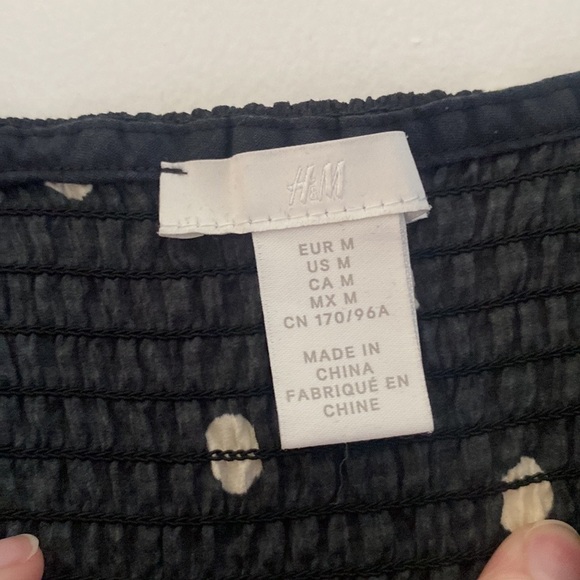 H&M
EUR M
US M
CA M
MX M
CN 170/96A
MADE IN
CHINA
FABRIQUÉ EN
CHINE